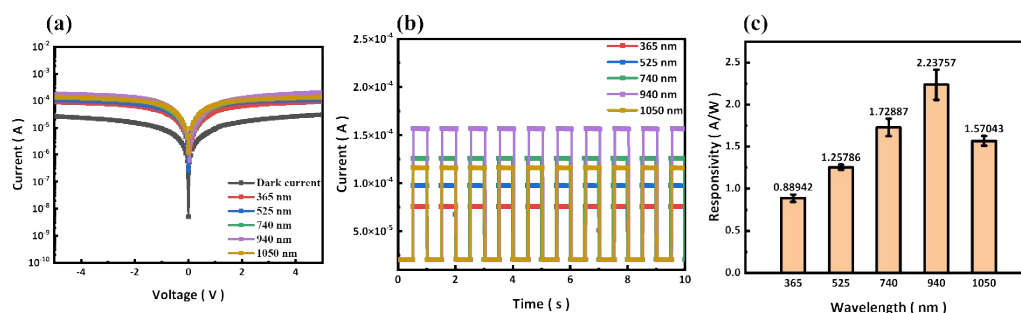 (a)
10⁻²
10⁻³
10⁻⁴
10⁻⁵
10⁻⁶
10⁻⁷
10⁻⁸
10⁻⁹
10⁻¹⁰
Current ( A )
Dark current
365 nm
525 nm
740 nm
940 nm
1050 nm
-4 -2 0 2 4
Voltage ( V )
(b)
2.5×10⁻⁴
2.0×10⁻⁴
1.5×10⁻⁴
1.0×10⁻⁴
5.0×10⁻⁵
Current ( A )
365 nm
525 nm
740 nm
940 nm
1050 nm
0 2 4 6 8 10
Time ( s )
(c)
2.5
2.0
1.5
1.0
0.5
0.0
Responsivity ( A/W )
0.88942
1.25786
1.72887
2.23757
1.57043
365 525 740 940 1050
Wavelength ( nm )